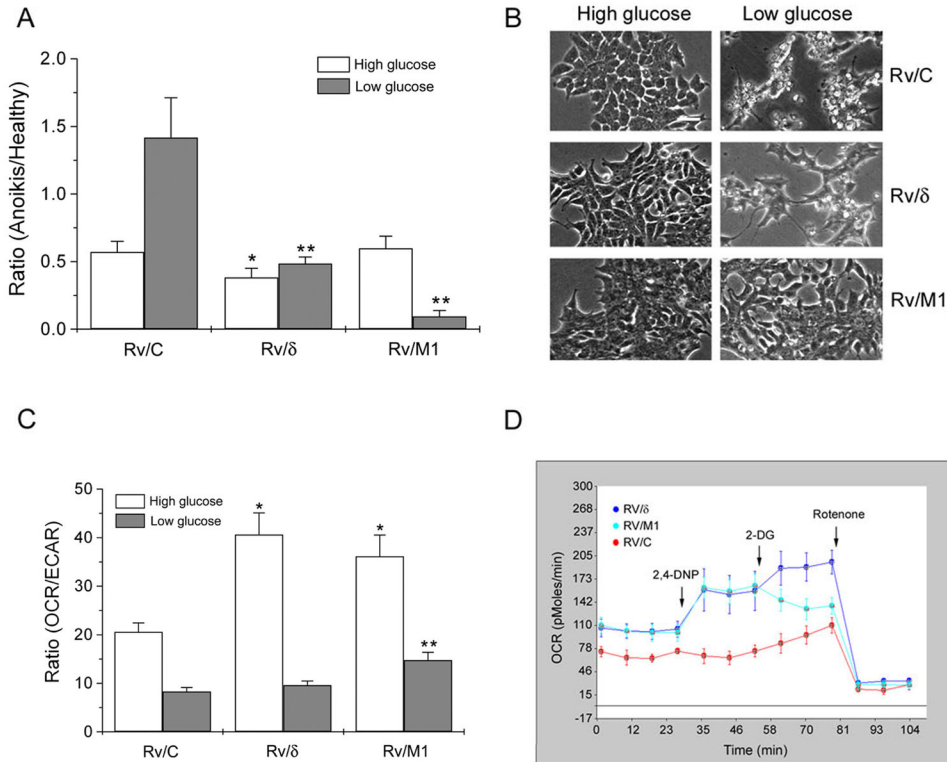 A
Ratio (Anoikis/Healthy)
2.0
1.5
1.0
0.5
0.0
High glucose
Low glucose
*
**
**
Rv/C
Rv/δ
Rv/M1
B
High glucose
Low glucose
Rv/C
Rv/δ
Rv/M1
C
Ratio (OCR/ECAR)
50
40
30
20
10
0
High glucose
Low glucose
*
*
**
Rv/C
Rv/δ
Rv/M1
D
OCR (pMoles/min)
300
268
237
205
173
142
110
78
46
15
-17
RV/δ
RV/M1
RV/C
2,4-DNP
2-DG
Rotenone
0 12 23 35 46 58 70 81 93 104
Time (min)